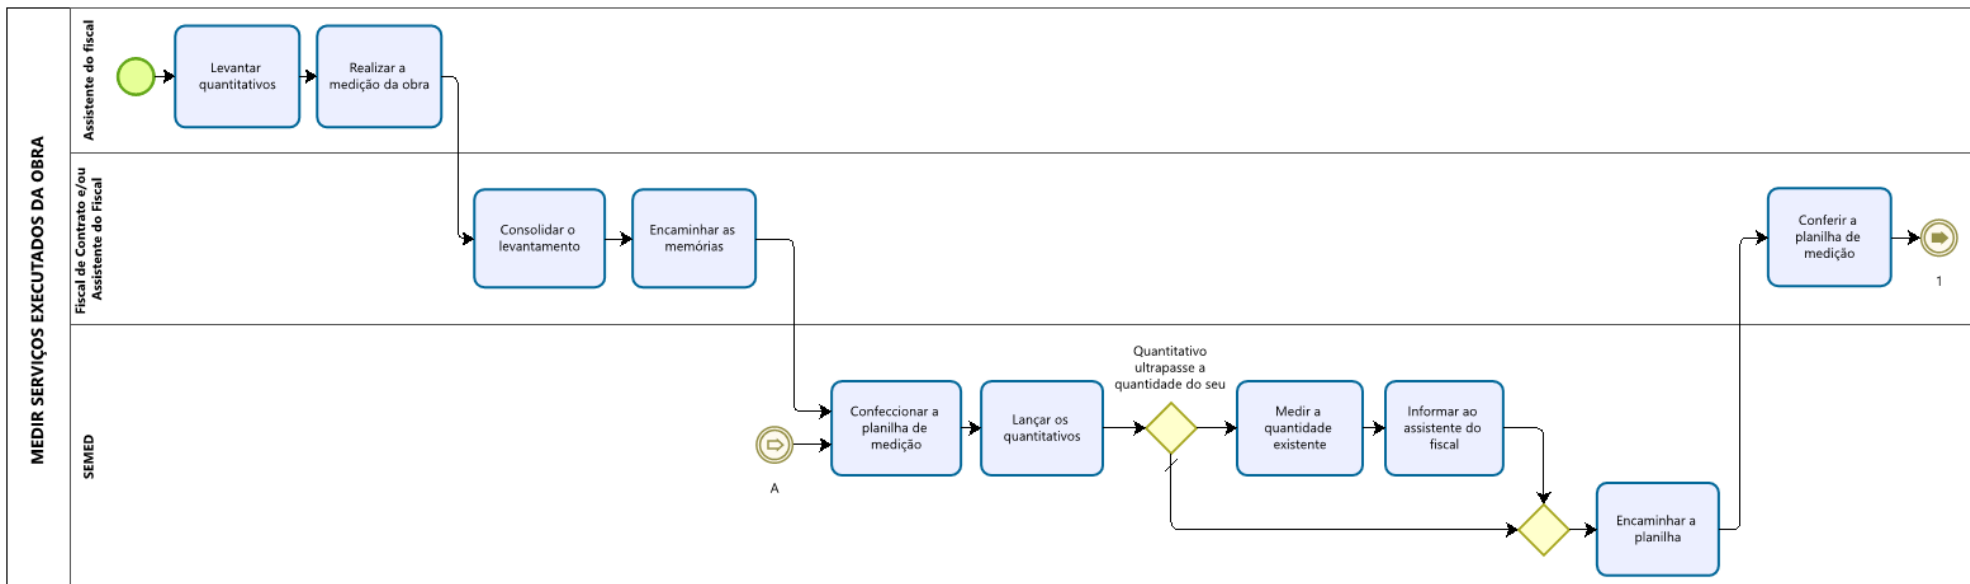 MEDIR SERVIÇOS EXECUTADOS DA OBRA
Assistente do fiscal
Levantar
quantitativos
Realizar a
medição da obra
Fiscal de Contrato e/ou
Assistente do Fiscal
Consolidar o
levantamento
Encaminhar as
memórias
Conferir a
planilha de
medição
1
SEMED
A
Confeccionar a
planilha de
medição
Lançar os
quantitativos
Quantitativo
ultrapasse a
quantidade do seu
Medir a
quantidade
existente
Informar ao
assistente do
fiscal
Encaminhar a
planilha